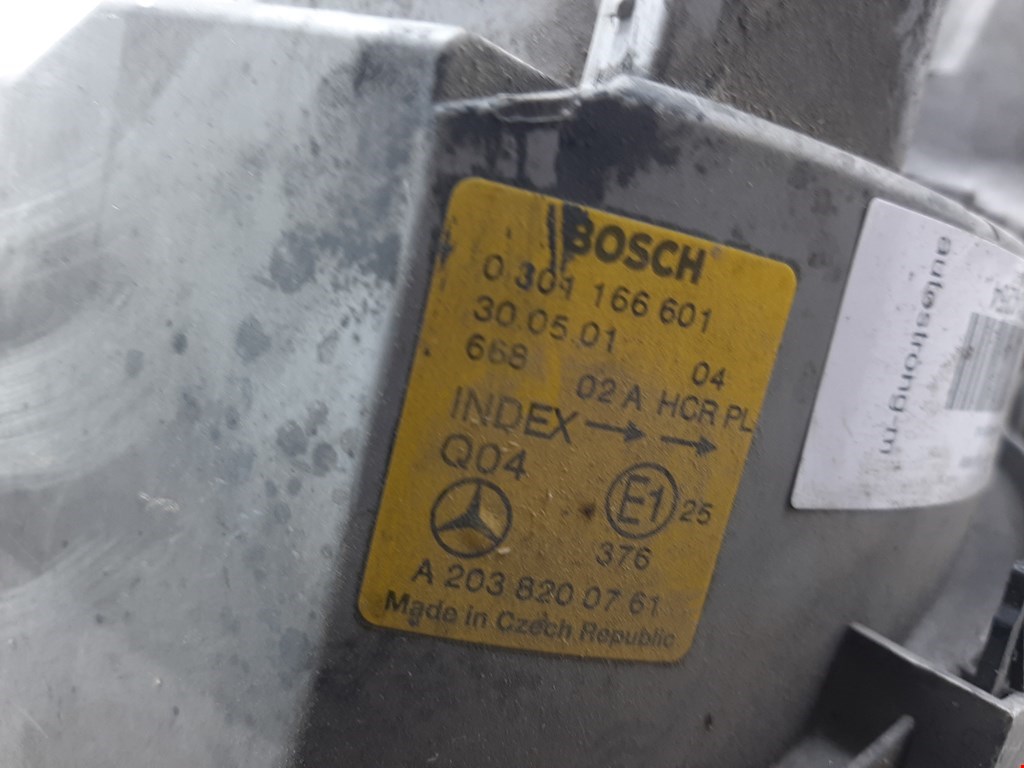 BOSCH
0 301 166 601
30.05.01
668
04
02 A HCR PL
INDEX → →
Q04
E1 25
376
A 203 820 07 61
Made in Czech Republic
autostrong-m